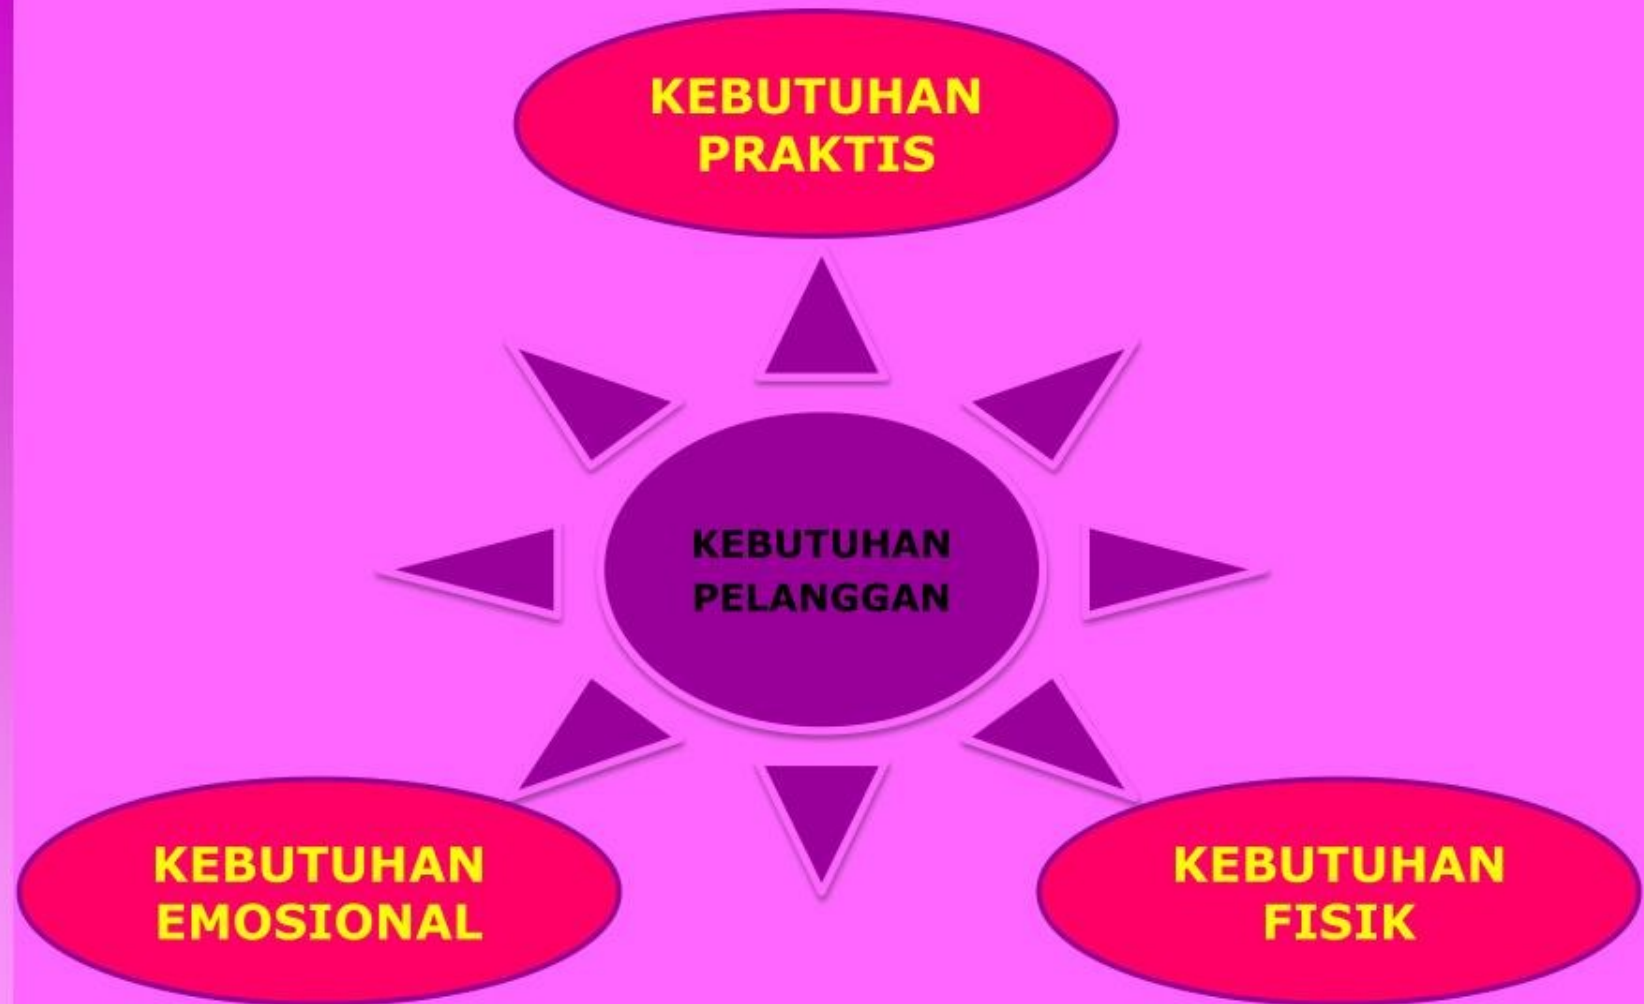 KEBUTUHAN
PRAKTIS
KEBUTUHAN
PELANGGAN
KEBUTUHAN
EMOSIONAL
KEBUTUHAN
FISIK